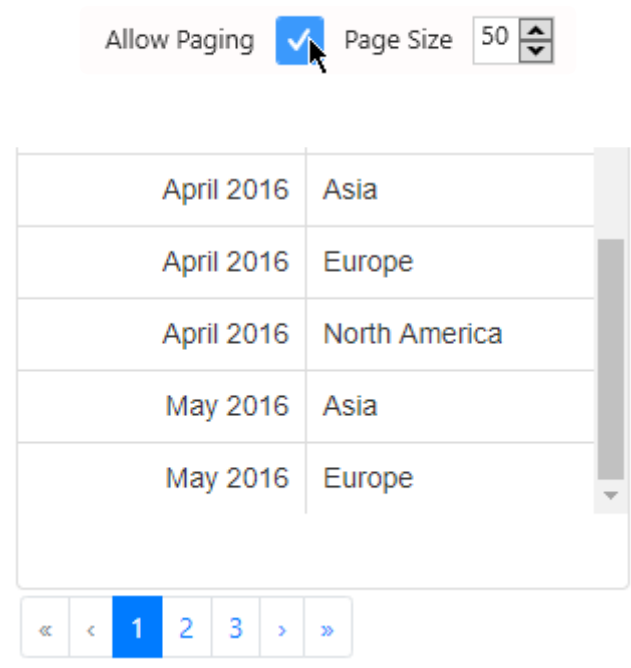 Allow Paging Page Size 50
April 2016 Asia
April 2016 Europe
April 2016 North America
May 2016 Asia
May 2016 Europe
« ‹ 1 2 3 › »